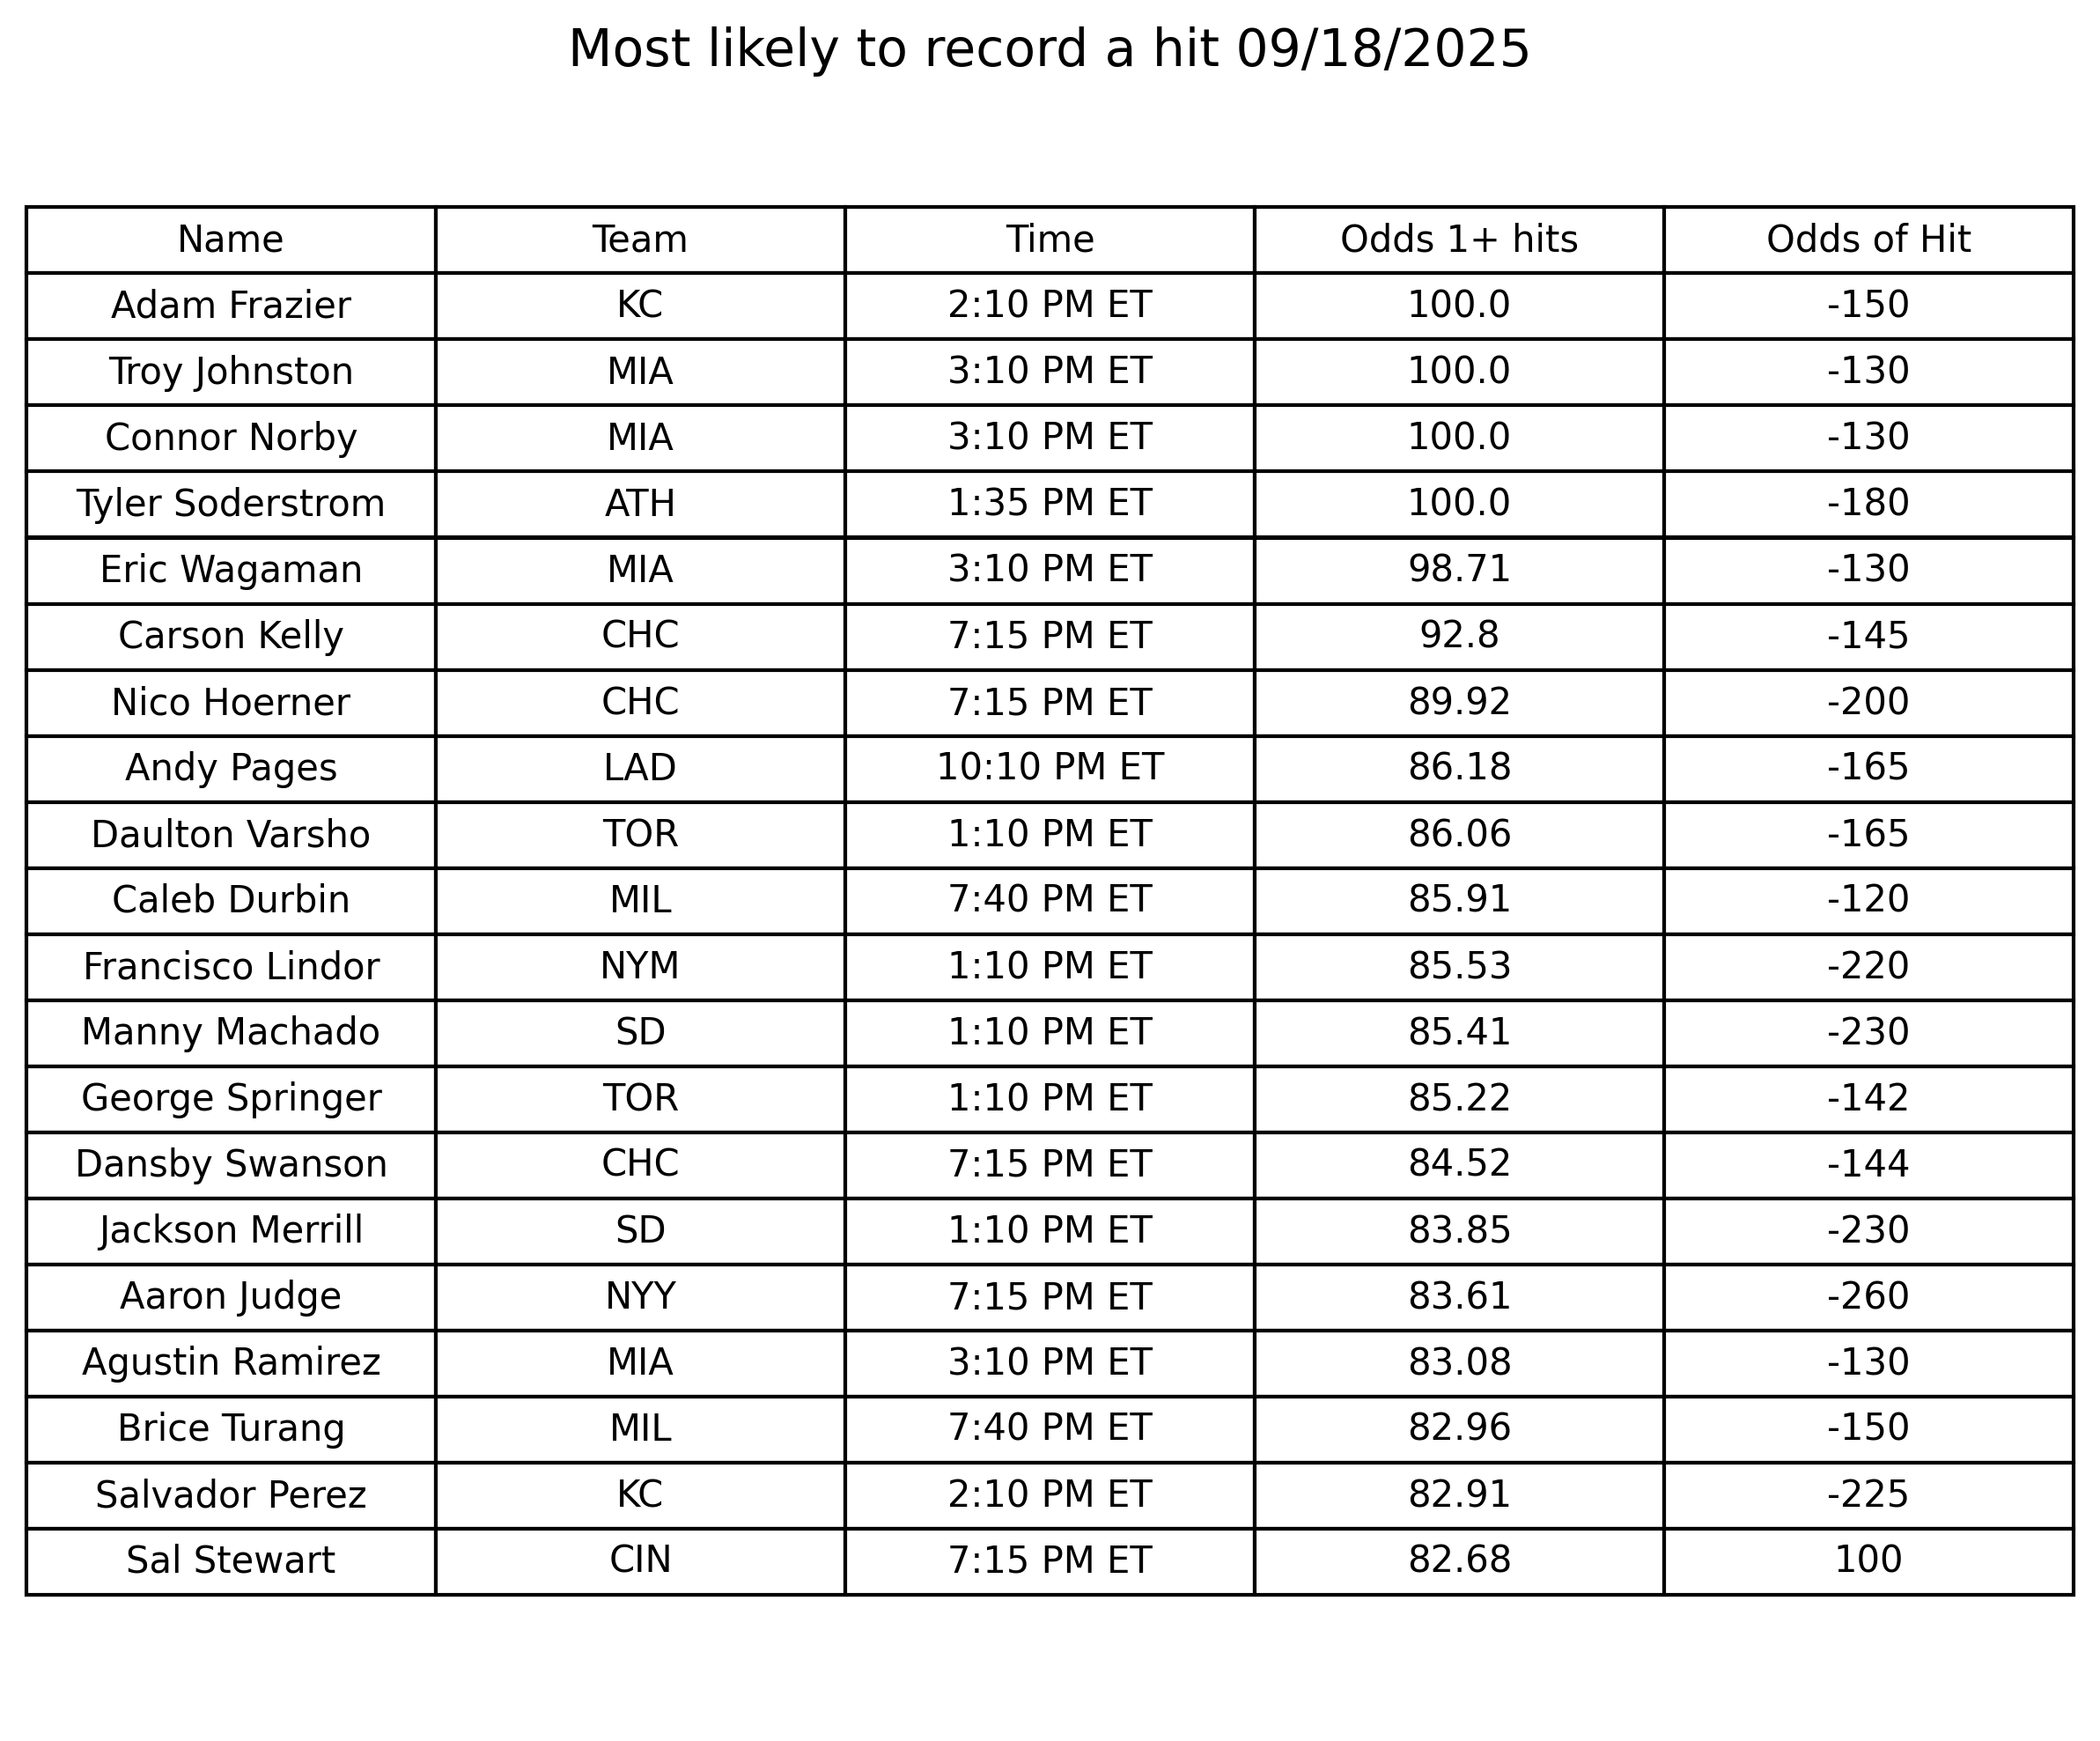 Most likely to record a hit 09/18/2025
Name Team Time Odds 1+ hits Odds of Hit
Adam Frazier KC 2:10 PM ET 100.0 -150
Troy Johnston MIA 3:10 PM ET 100.0 -130
Connor Norby MIA 3:10 PM ET 100.0 -130
Tyler Soderstrom ATH 1:35 PM ET 100.0 -180
Eric Wagaman MIA 3:10 PM ET 98.71 -130
Carson Kelly CHC 7:15 PM ET 92.8 -145
Nico Hoerner CHC 7:15 PM ET 89.92 -200
Andy Pages LAD 10:10 PM ET 86.18 -165
Daulton Varsho TOR 1:10 PM ET 86.06 -165
Caleb Durbin MIL 7:40 PM ET 85.91 -120
Francisco Lindor NYM 1:10 PM ET 85.53 -220
Manny Machado SD 1:10 PM ET 85.41 -230
George Springer TOR 1:10 PM ET 85.22 -142
Dansby Swanson CHC 7:15 PM ET 84.52 -144
Jackson Merrill SD 1:10 PM ET 83.85 -230
Aaron Judge NYY 7:15 PM ET 83.61 -260
Agustin Ramirez MIA 3:10 PM ET 83.08 -130
Brice Turang MIL 7:40 PM ET 82.96 -150
Salvador Perez KC 2:10 PM ET 82.91 -225
Sal Stewart CIN 7:15 PM ET 82.68 100